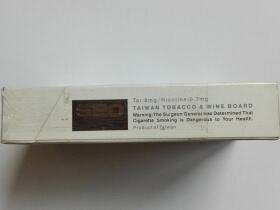 520
Tar:8mg/Nicotine:0.7mg
TAIWAN TOBACCO & WINE BOARD
Warning:The Surgeon General Has Determined That
Cigarette Smoking is Dangerous to Your Health.
Product of Taiwan